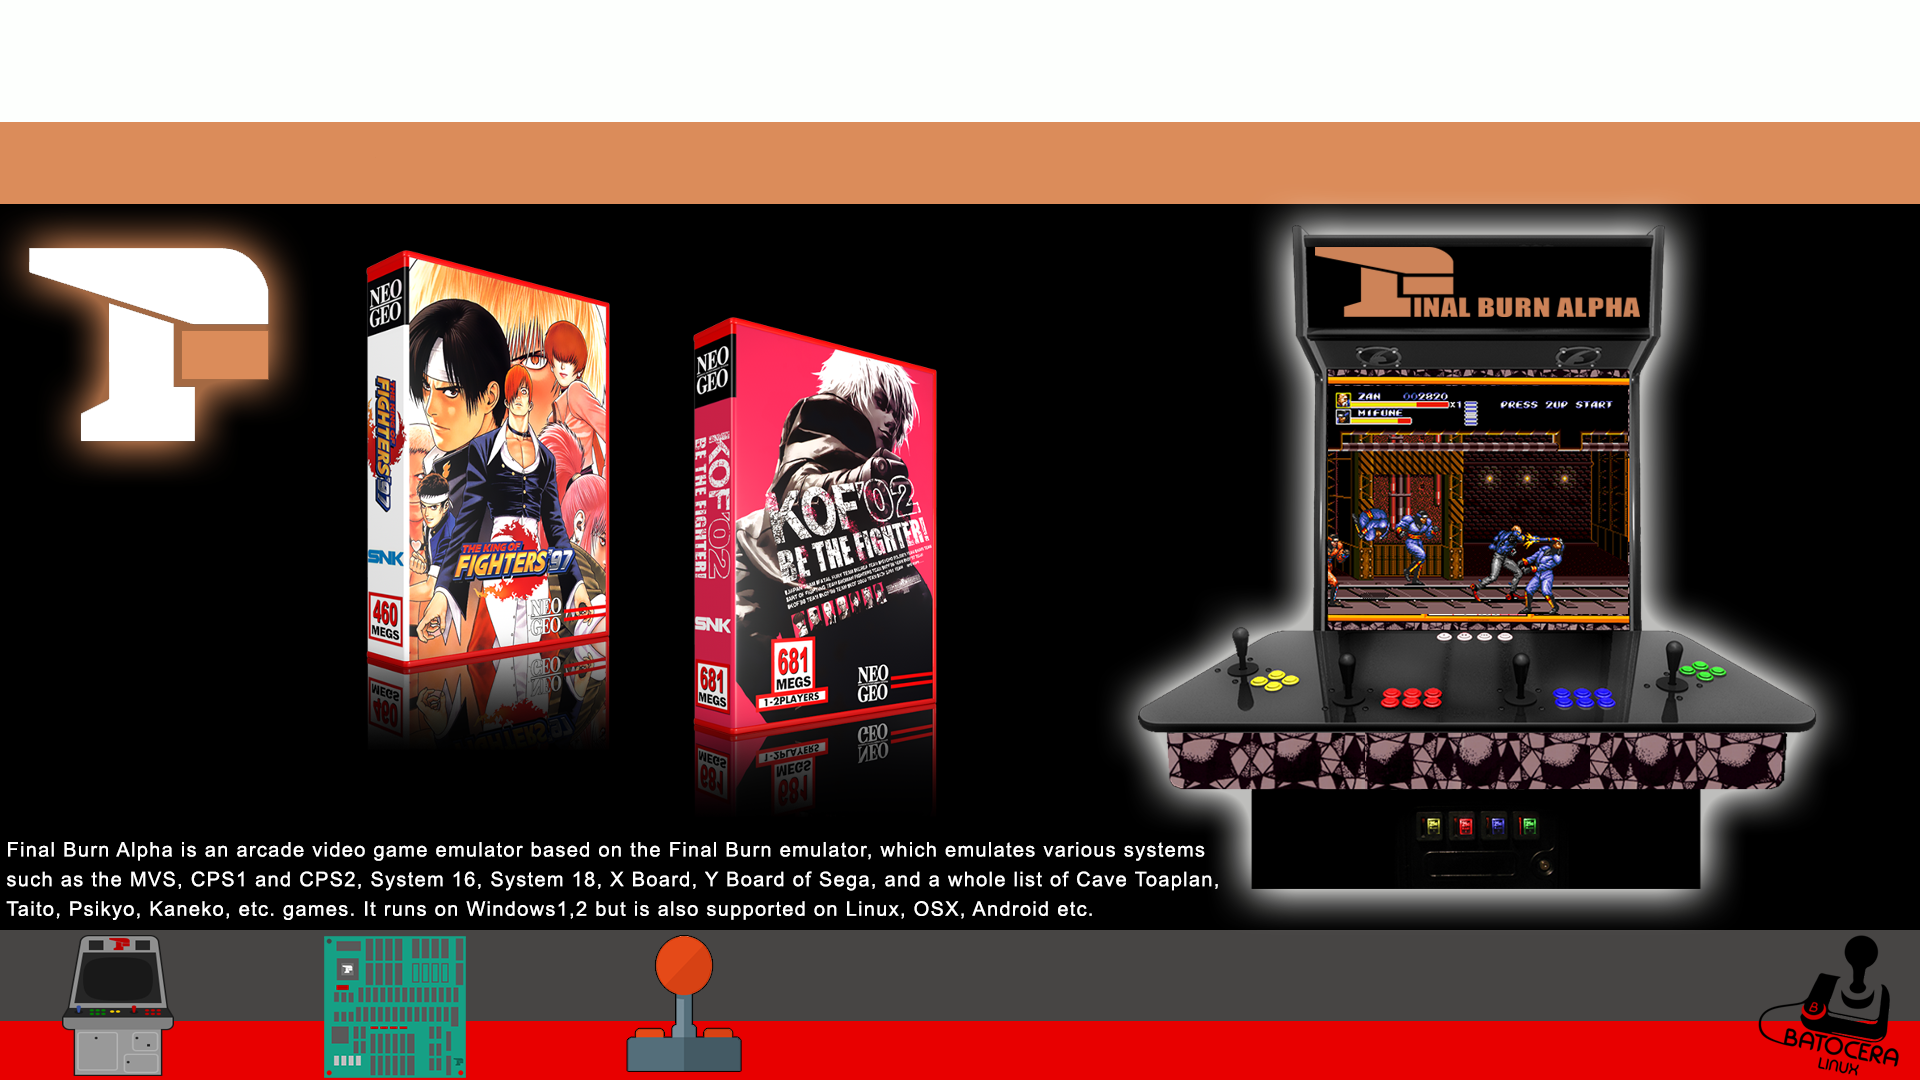 INAL BURN ALPHA
ZAN 002820
X1
PRESS 2UP START
MIFUNE
NEO
GEO
FIGHTERS'97
SNK
460
MEGS
THE KING OF
FIGHTERS'97
NEO
GEO
NEO
GEO
KOF'02
BE THE FIGHTER!
SNK
681
MEGS
KOF'02
BE THE FIGHTER!
681
MEGS
1-2PLAYERS
NEO
GEO
Final Burn Alpha is an arcade video game emulator based on the Final Burn emulator, which emulates various systems
such as the MVS, CPS1 and CPS2, System 16, System 18, X Board, Y Board of Sega, and a whole list of Cave Toaplan,
Taito, Psikyo, Kaneko, etc. games. It runs on Windows1,2 but is also supported on Linux, OSX, Android etc.
B
BATOCERA
LINUX